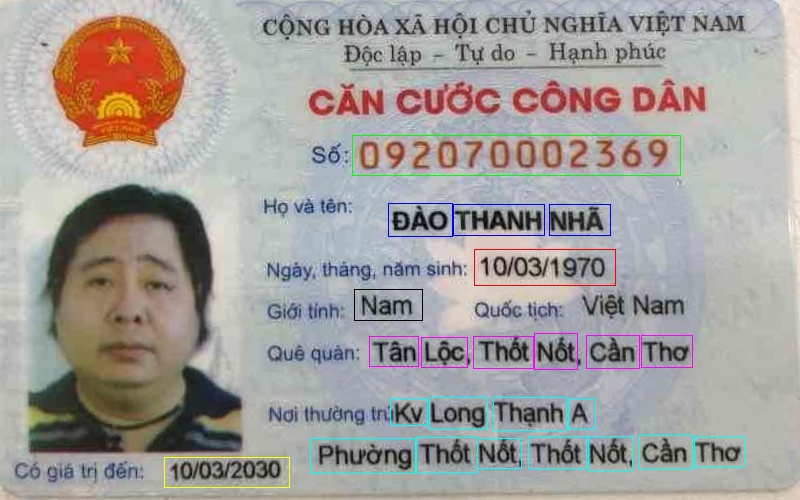 CỘNG HÒA XÃ HỘI CHỦ NGHĨA VIỆT NAM
Độc lập – Tự do – Hạnh phúc
CĂN CƯỚC CÔNG DÂN
Số: 092070002369
Họ và tên: ĐÀO THANH NHÃ
Ngày, tháng, năm sinh: 10/03/1970
Giới tính: Nam Quốc tịch: Việt Nam
Quê quán: Tân Lộc, Thốt Nốt, Cần Thơ
Nơi thường trú: Kv Long Thạnh A
Phường Thốt Nốt, Thốt Nốt, Cần Thơ
Có giá trị đến: 10/03/2030